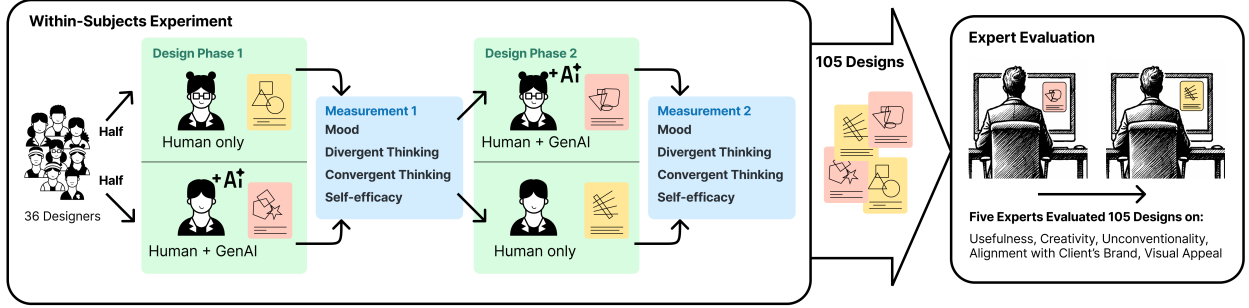 Within-Subjects Experiment
36 Designers
Half
Half
Design Phase 1
Human only
+Ai
Human + GenAI
Measurement 1
Mood
Divergent Thinking
Convergent Thinking
Self-efficacy
Design Phase 2
+Ai
Human + GenAI
Human only
Measurement 2
Mood
Divergent Thinking
Convergent Thinking
Self-efficacy
105 Designs
Expert Evaluation
Five Experts Evaluated 105 Designs on:
Usefulness, Creativity, Unconventionality,
Alignment with Client's Brand, Visual Appeal